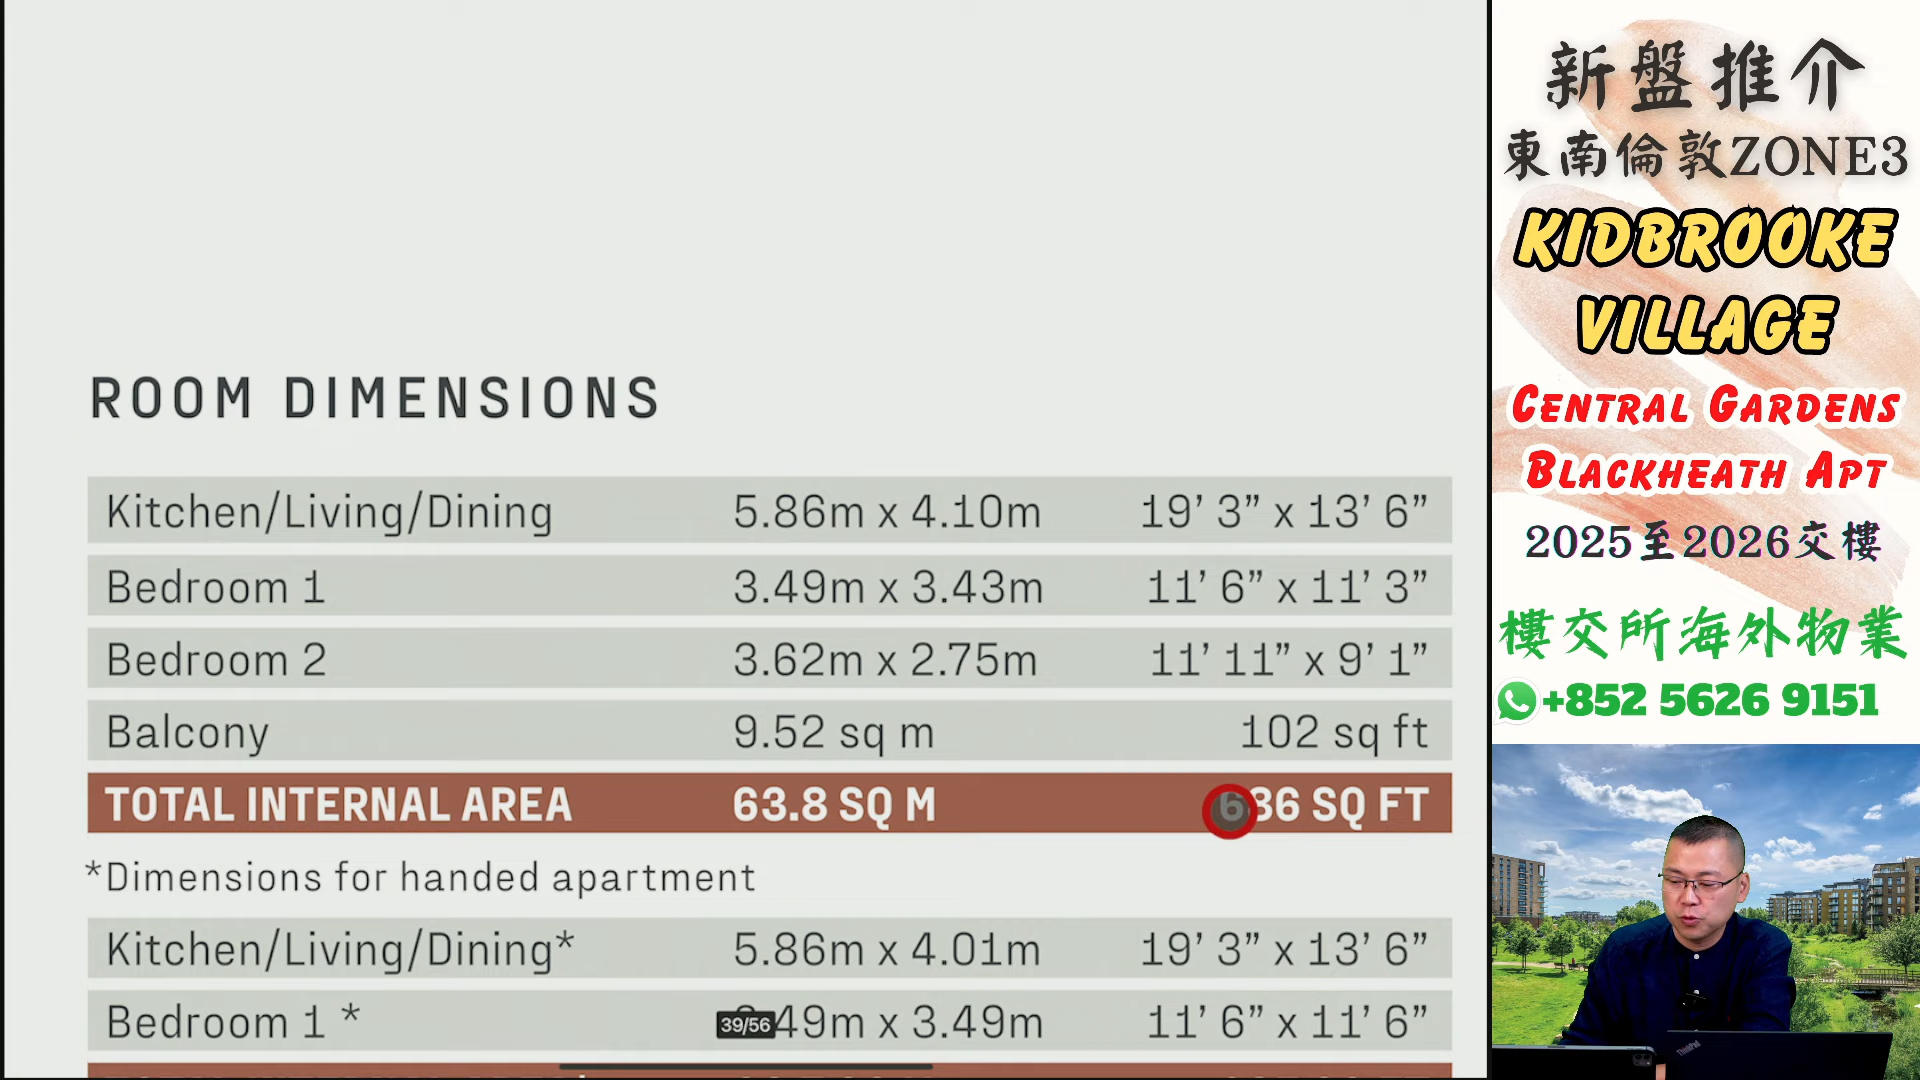 ROOM DIMENSIONS
Kitchen/Living/Dining 5.86m x 4.10m 19’ 3” x 13’ 6”
Bedroom 1 3.49m x 3.43m 11’ 6” x 11’ 3”
Bedroom 2 3.62m x 2.75m 11’ 11” x 9’ 1”
Balcony 9.52 sq m 102 sq ft
TOTAL INTERNAL AREA 63.8 SQ M 686 SQ FT
*Dimensions for handed apartment
Kitchen/Living/Dining* 5.86m x 4.01m 19’ 3” x 13’ 6”
Bedroom 1 * 3.49m x 3.49m 11’ 6” x 11’ 6”
39/56
新盤推介
東南倫敦ZONE3
KIDBROOKE
VILLAGE
CENTRAL GARDENS
BLACKHEATH APT
2025至2026交樓
樓交所海外物業
+852 5626 9151
ThinkPad